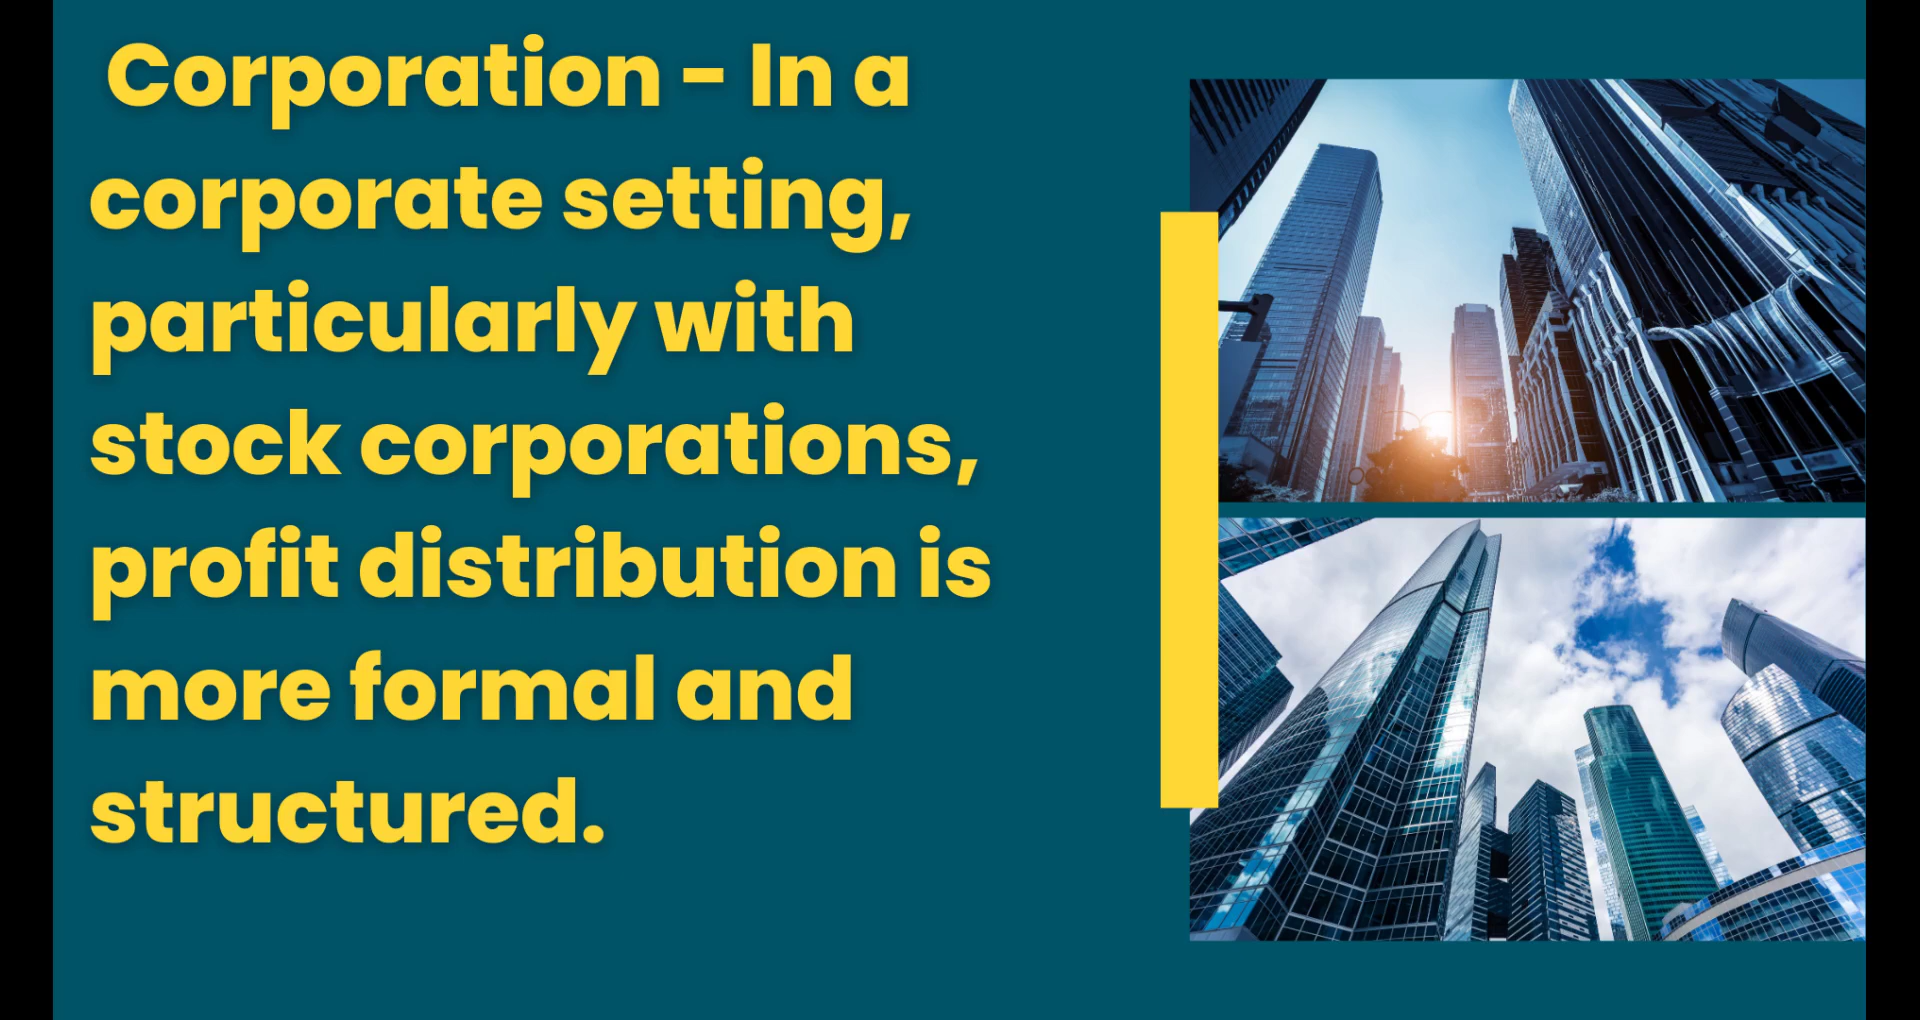 Corporation – In a
corporate setting,
particularly with
stock corporations,
profit distribution is
more formal and
structured.